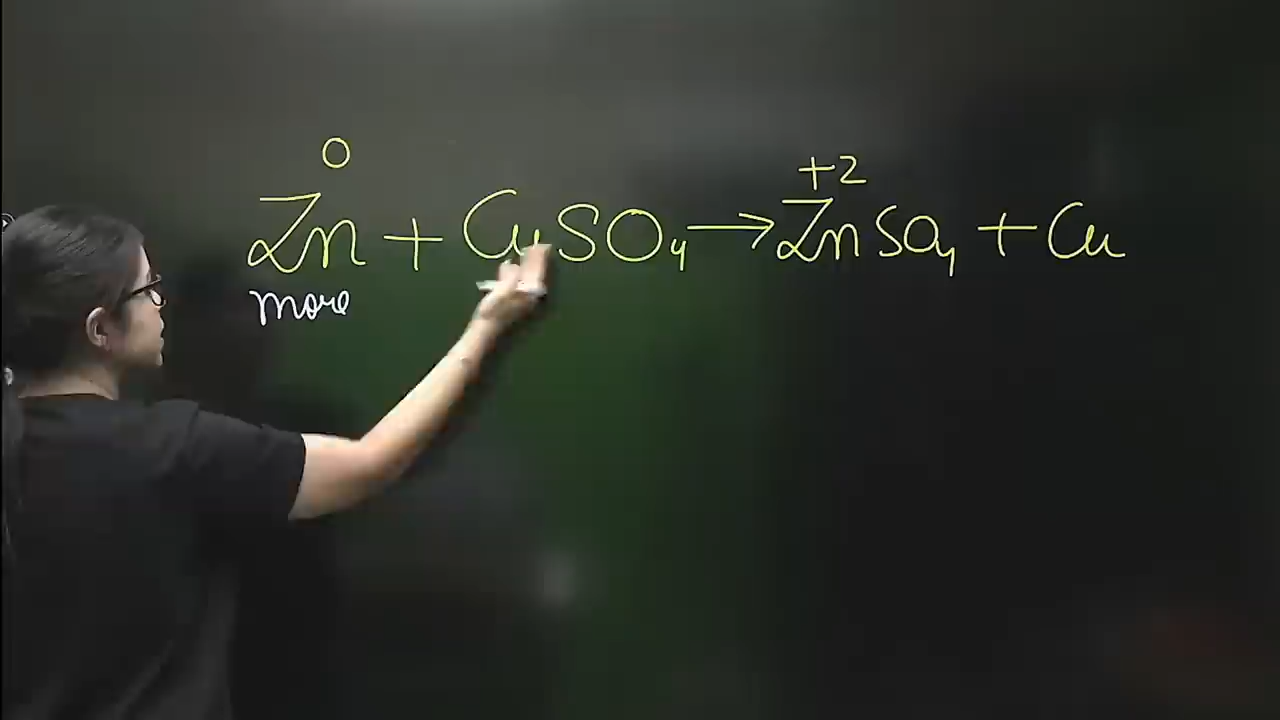 0 +2
Zn + CuSO₄ → ZnSO₄ + Cu
more